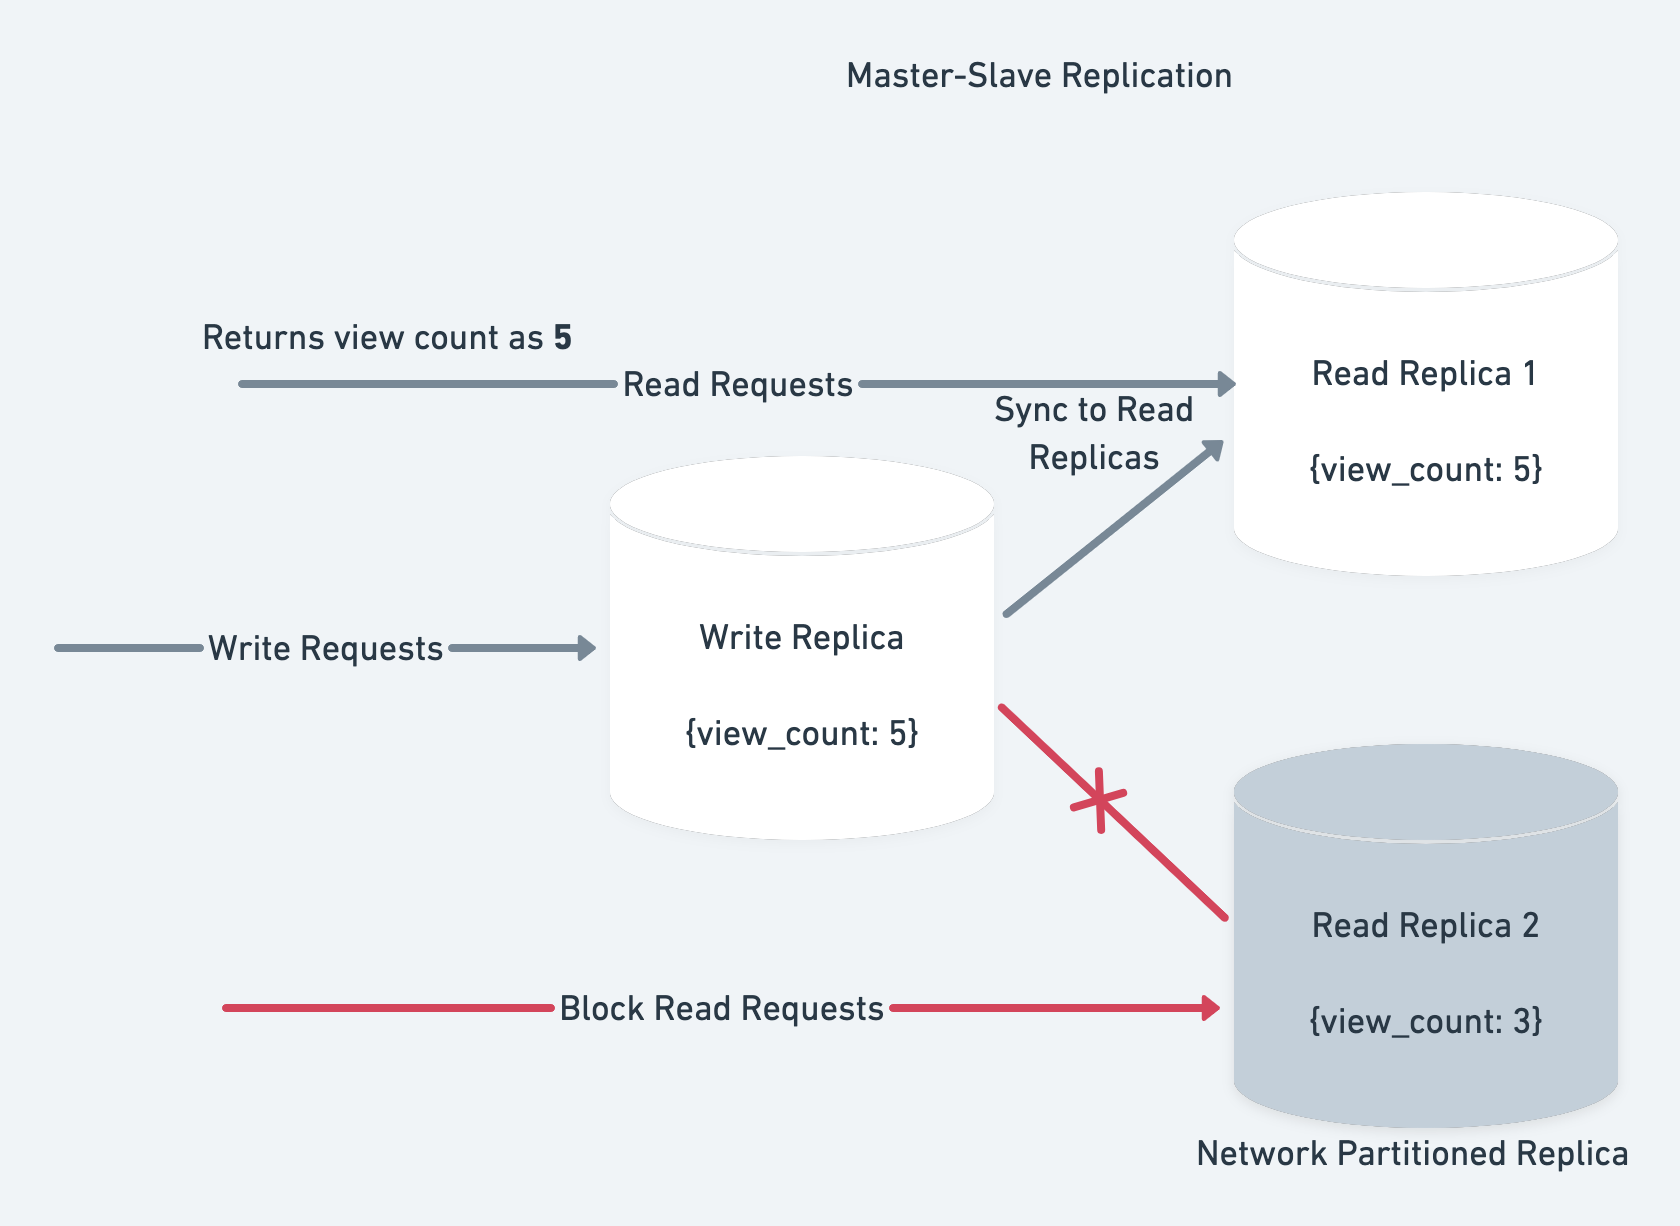 Master-Slave Replication
Returns view count as 5
Read Requests
Sync to Read
Replicas
Read Replica 1
{view_count: 5}
Write Requests
Write Replica
{view_count: 5}
Block Read Requests
Read Replica 2
{view_count: 3}
Network Partitioned Replica